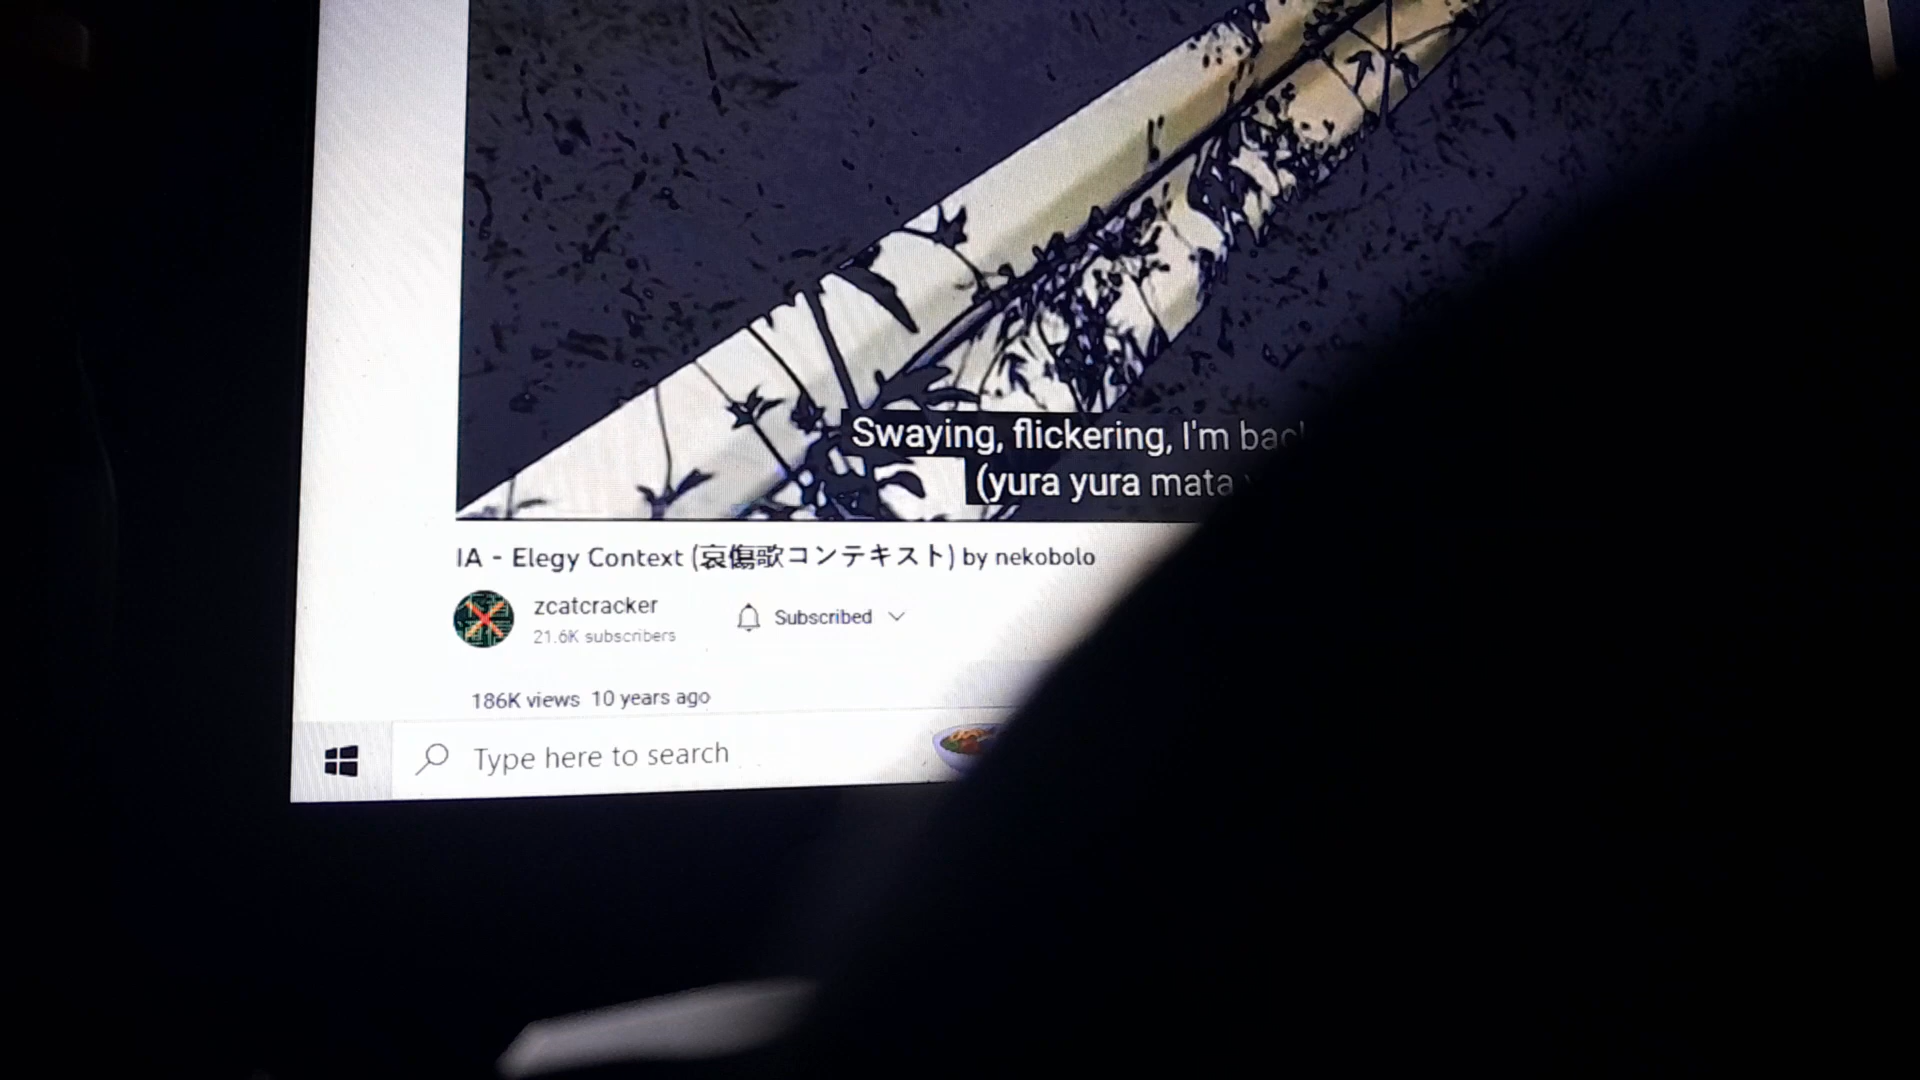 Swaying, flickering, I'm
(yura yura mata
IA - Elegy Context (哀傷歌コンテキスト) by nekobolo
zcatcracker
21.6K subscribers
Subscribed
186K views 10 years ago
Type here to search